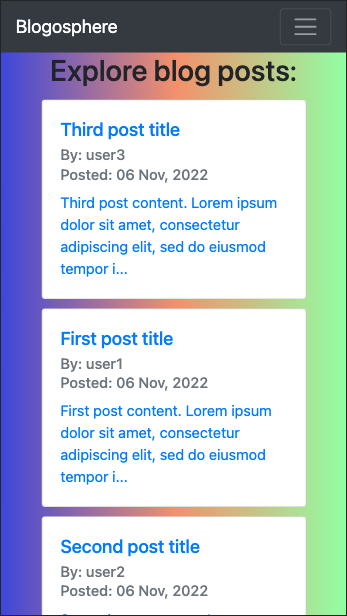 Blogosphere
Explore blog posts:
Third post title
By: user3
Posted: 06 Nov, 2022
Third post content. Lorem ipsum
dolor sit amet, consectetur
adipiscing elit, sed do eiusmod
tempor i...
First post title
By: user1
Posted: 06 Nov, 2022
First post content. Lorem ipsum
dolor sit amet, consectetur
adipiscing elit, sed do eiusmod
tempor i...
Second post title
By: user2
Posted: 06 Nov, 2022